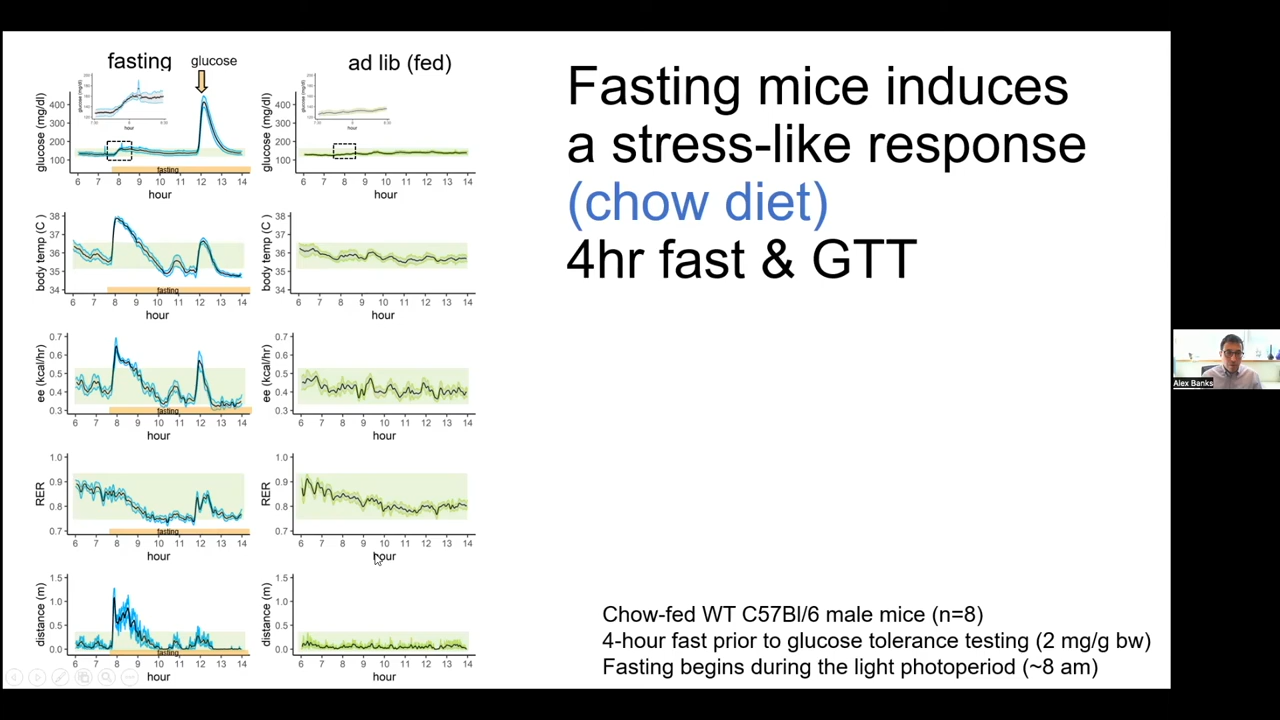 fasting
glucose
ad lib (fed)
Fasting mice induces
a stress-like response
(chow diet)
4hr fast & GTT
glucose (mg/dl)
400
300
200
100
fasting
6 7 8 9 10 11 12 13 14
hour
hour
glucose (mg/dl)
400
300
200
100
6 7 8 9 10 11 12 13 14
hour
hour
body temp (C )
38
37
36
35
34
fasting
6 7 8 9 10 11 12 13 14
hour
body temp (C )
38
37
36
35
34
6 7 8 9 10 11 12 13 14
hour
ee (kcal/hr)
0.7
0.6
0.5
0.4
0.3
fasting
6 7 8 9 10 11 12 13 14
hour
ee (kcal/hr)
0.7
0.6
0.5
0.4
0.3
6 7 8 9 10 11 12 13 14
hour
Alex Banks
RER
1.0
0.9
0.8
0.7
fasting
6 7 8 9 10 11 12 13 14
hour
RER
1.0
0.9
0.8
0.7
6 7 8 9 10 11 12 13 14
hour
distance (m)
1.5
1.0
0.5
0.0
fasting
6 7 8 9 10 11 12 13 14
hour
distance (m)
1.5
1.0
0.5
0.0
6 7 8 9 10 11 12 13 14
hour
Chow-fed WT C57Bl/6 male mice (n=8)
4-hour fast prior to glucose tolerance testing (2 mg/g bw)
Fasting begins during the light photoperiod (~8 am)